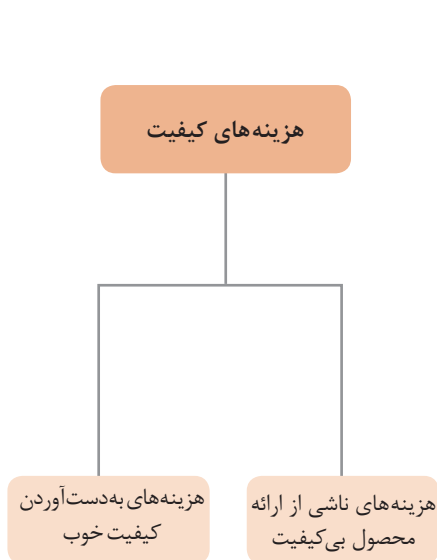 هزینه‌های کیفیت
هزینه‌های ناشی از ارائه
محصول بی‌کیفیت
هزینه‌های به‌دست‌آوردن
کیفیت خوب